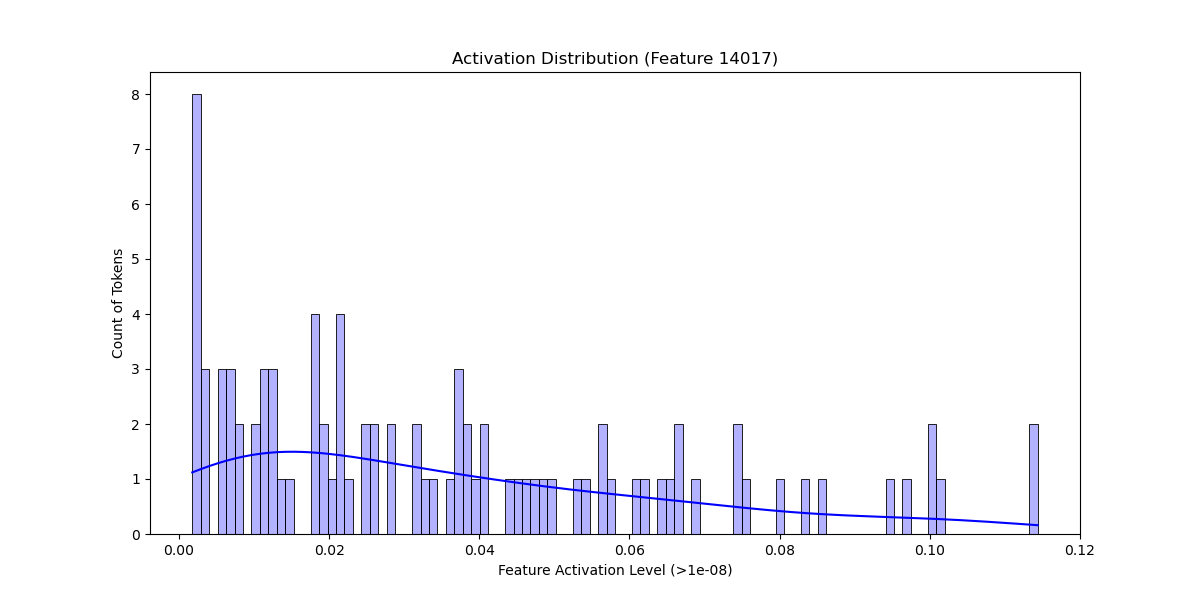 Activation Distribution (Feature 14017)
Count of Tokens
8
7
6
5
4
3
2
1
0
0.00 0.02 0.04 0.06 0.08 0.10 0.12
Feature Activation Level (>1e-08)